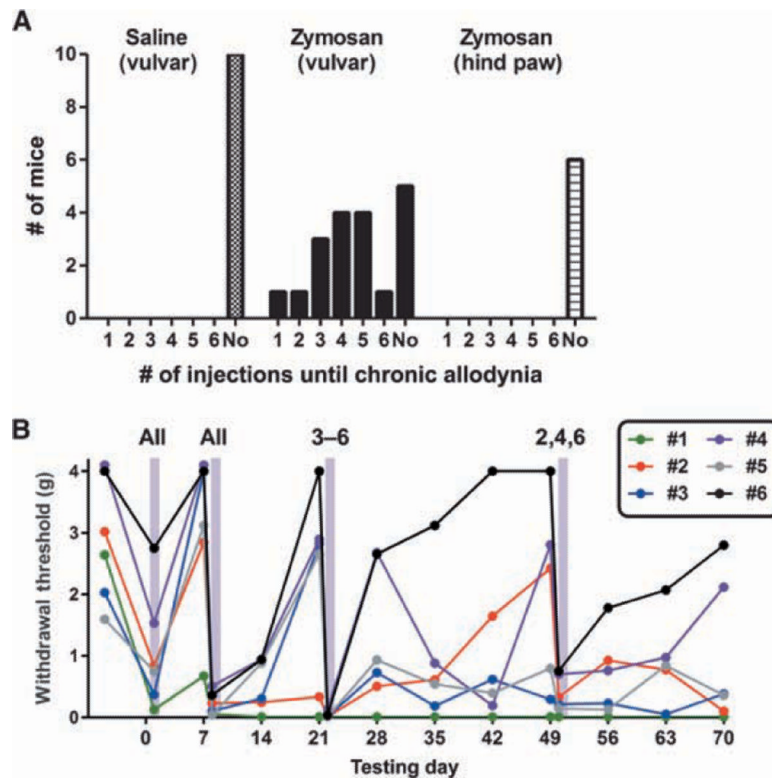 A
Saline Zymosan Zymosan
(vulvar) (vulvar) (hind paw)
10
8
6
4
2
0
# of mice
1 2 3 4 5 6 No 1 2 3 4 5 6 No 1 2 3 4 5 6 No
# of injections until chronic allodynia
B
All All 3–6 2,4,6
#1 #4
#2 #5
#3 #6
4
3
2
1
0
Withdrawal threshold (g)
0 7 14 21 28 35 42 49 56 63 70
Testing day